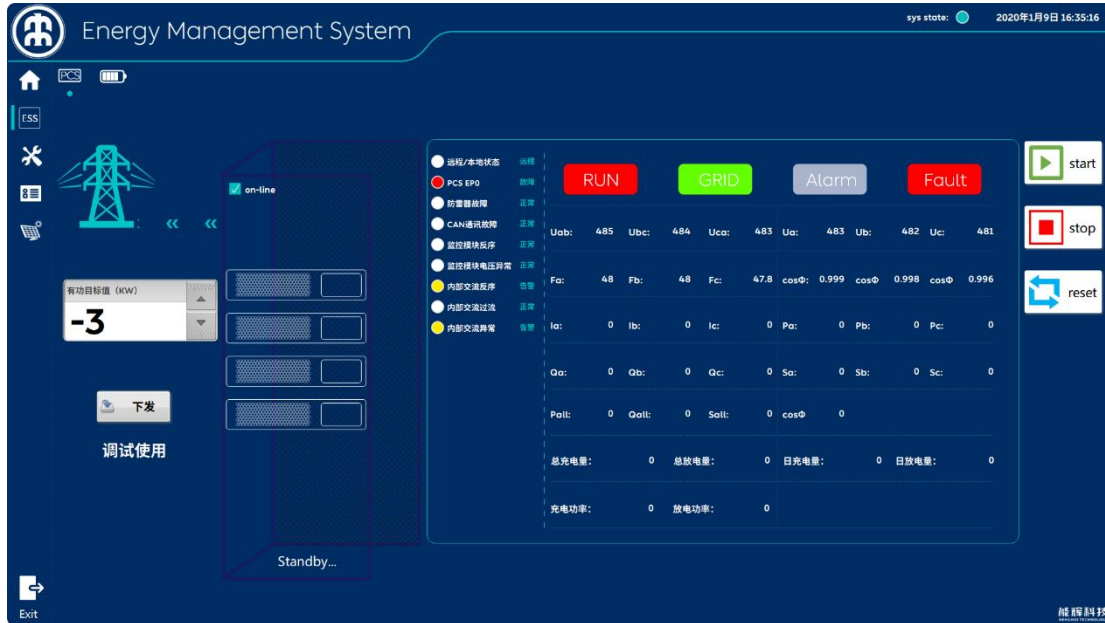 Energy Management System
sys state: 2020年1月9日 16:35:16
PCS
ESS
on-line
« «
有功目标值（KW）
-3
下发
调试使用
Standby...
远程/本地状态 远程
PCS EPO 故障
防雷器故障 正常
CAN通讯故障 正常
监控模块反序 正常
监控模块电压异常 正常
内部交流反序 告警
内部交流过流 正常
内部交流异常 告警
RUN GRID Alarm Fault
Uab: 485 Ubc: 484 Uca: 483 Ua: 483 Ub: 482 Uc: 481
Fa: 48 Fb: 48 Fc: 47.8 cosΦ: 0.999 cosΦ 0.998 cosΦ 0.996
Ia: 0 Ib: 0 Ic: 0 Pa: 0 Pb: 0 Pc: 0
Qa: 0 Qb: 0 Qc: 0 Sa: 0 Sb: 0 Sc: 0
Pall: 0 Qall: 0 Sall: 0 cosΦ 0
总充电量: 0 总放电量: 0 日充电量: 0 日放电量: 0
充电功率: 0 放电功率: 0
start
stop
reset
Exit
能辉科技